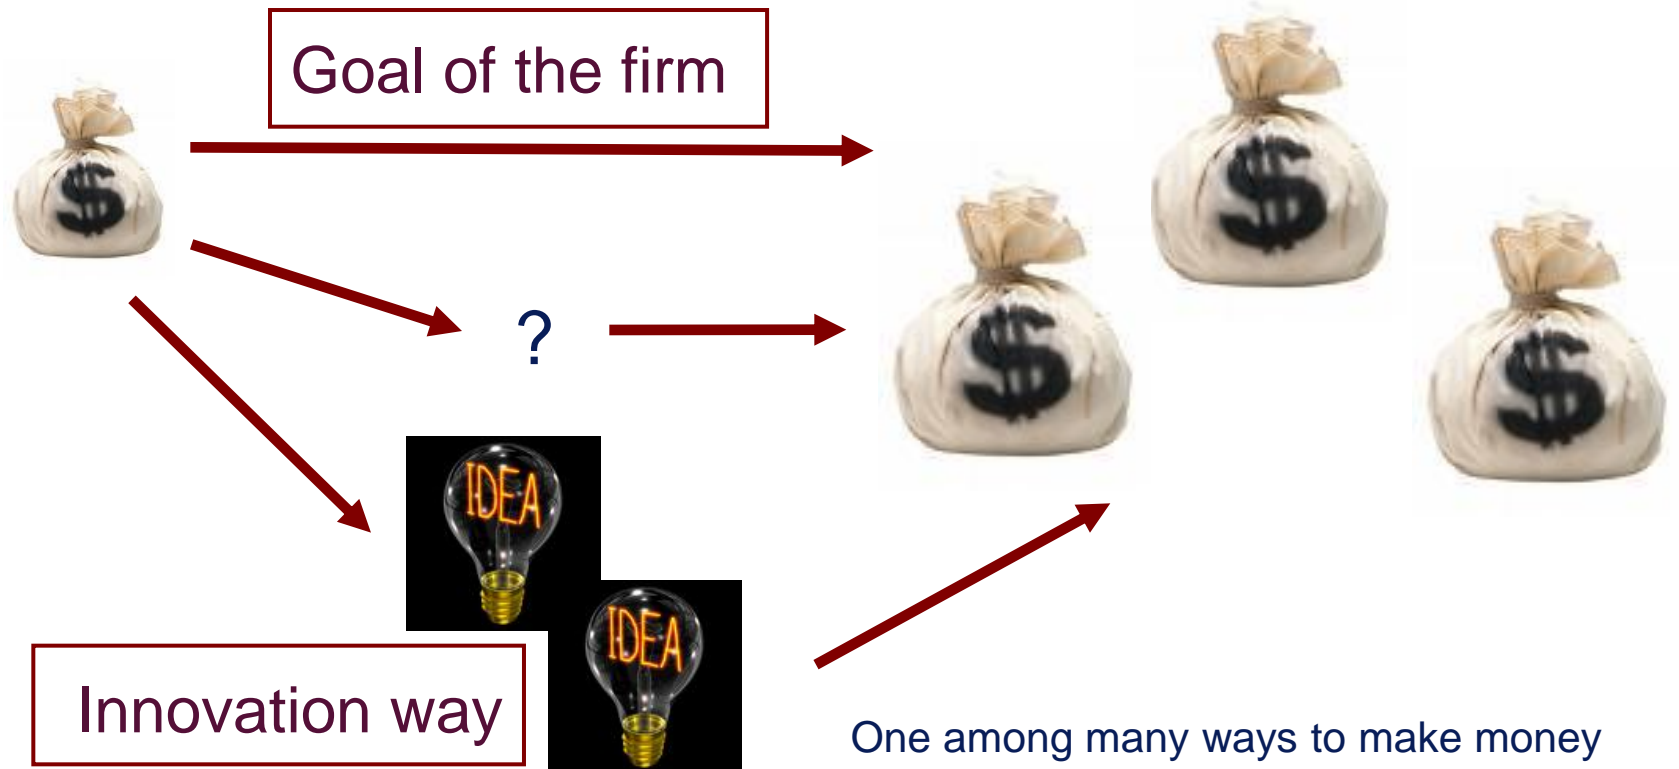 Goal of the firm
$
$
$
$
?
IDEA
IDEA
Innovation way
One among many ways to make money